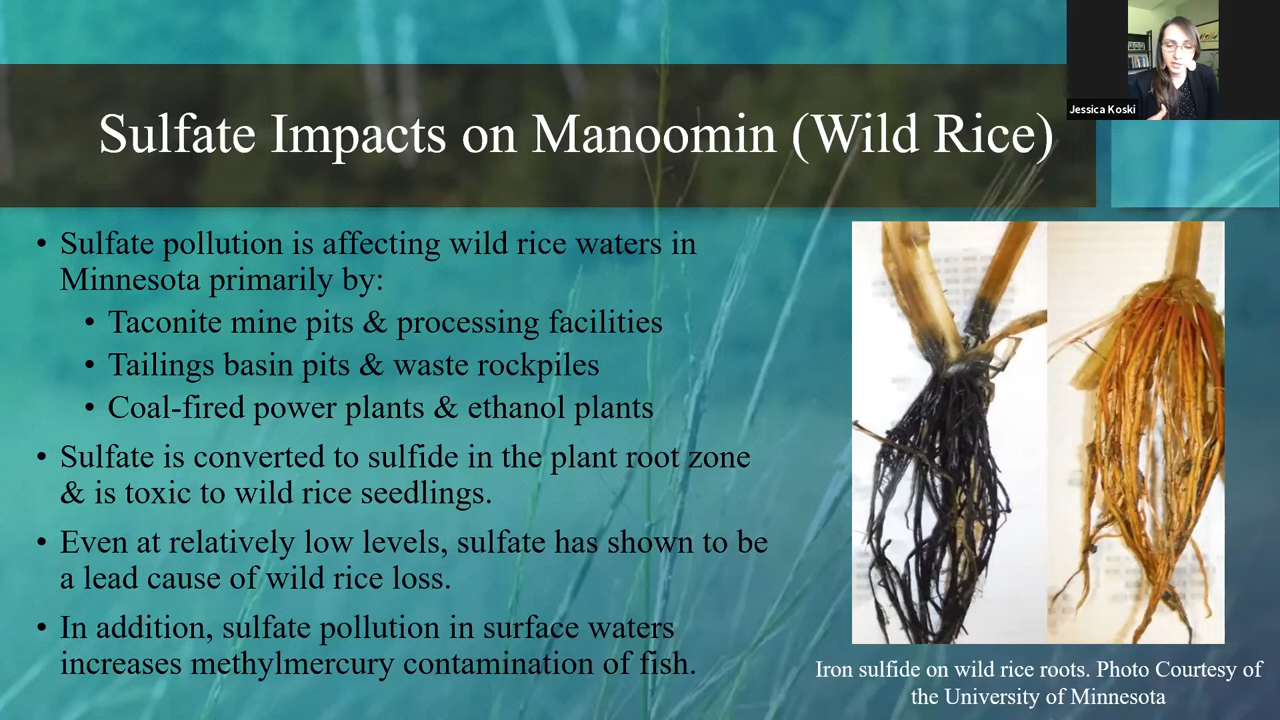 Jessica Koski
Sulfate Impacts on Manoomin (Wild Rice)
• Sulfate pollution is affecting wild rice waters in
Minnesota primarily by:
• Taconite mine pits & processing facilities
• Tailings basin pits & waste rockpiles
• Coal-fired power plants & ethanol plants
• Sulfate is converted to sulfide in the plant root zone
& is toxic to wild rice seedlings.
• Even at relatively low levels, sulfate has shown to be
a lead cause of wild rice loss.
• In addition, sulfate pollution in surface waters
increases methylmercury contamination of fish.
Iron sulfide on wild rice roots. Photo Courtesy of
the University of Minnesota